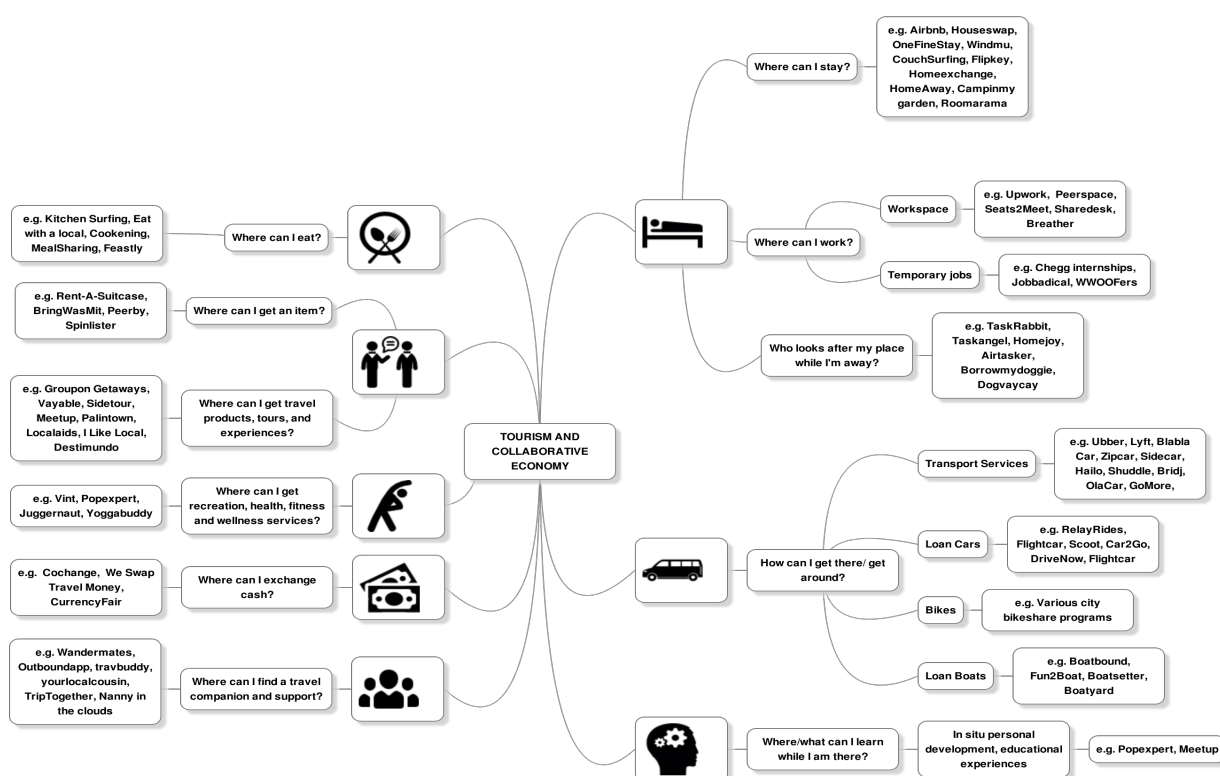 TOURISM AND
COLLABORATIVE
ECONOMY
Where can I eat?
e.g. Kitchen Surfing, Eat
with a local, Cookening,
MealSharing, Feastly
Where can I get an item?
e.g. Rent-A-Suitcase,
BringWasMit, Peerby,
Spinlister
Where can I get travel
products, tours, and
experiences?
e.g. Groupon Getaways,
Vayable, Sidetour,
Meetup, Palintown,
Localaids, I Like Local,
Destimundo
Where can I get
recreation, health, fitness
and wellness services?
e.g. Vint, Popexpert,
Juggernaut, Yoggabuddy
Where can I exchange
cash?
e.g. Cochange, We Swap
Travel Money,
CurrencyFair
Where can I find a travel
companion and support?
e.g. Wandermates,
Outboundapp, travbuddy,
yourlocalcousin,
TripTogether, Nanny in
the clouds
Where can I stay?
e.g. Airbnb, Houseswap,
OneFineStay, Windmu,
CouchSurfing, Flipkey,
Homeexchange,
HomeAway, Campinmy
garden, Roomarama
Where can I work?
Workspace
e.g. Upwork, Peerspace,
Seats2Meet, Sharedesk,
Breather
Temporary jobs
e.g. Chegg internships,
Jobbadical, WWOOFers
Who looks after my place
while I'm away?
e.g. TaskRabbit,
Taskangel, Homejoy,
Airtasker,
Borrowmydoggie,
Dogvaycay
How can I get there/ get
around?
Transport Services
e.g. Ubber, Lyft, Blabla
Car, Zipcar, Sidecar,
Hailo, Shuddle, Bridj,
OlaCar, GoMore,
Loan Cars
e.g. RelayRides,
Flightcar, Scoot, Car2Go,
DriveNow, Flightcar
Bikes
e.g. Various city
bikeshare programs
Loan Boats
e.g. Boatbound,
Fun2Boat, Boatsetter,
Boatyard
Where/what can I learn
while I am there?
In situ personal
development, educational
experiences
e.g. Popexpert, Meetup